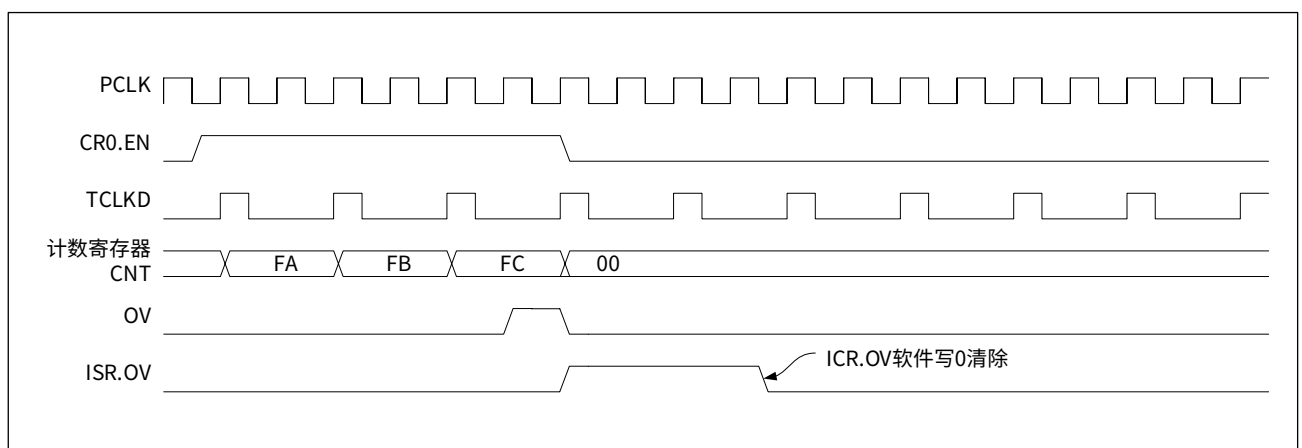 PCLK
CR0.EN
TCLKD
计数寄存器
CNT
FA FB FC 00
OV
ISR.OV
ICR.OV软件写0清除